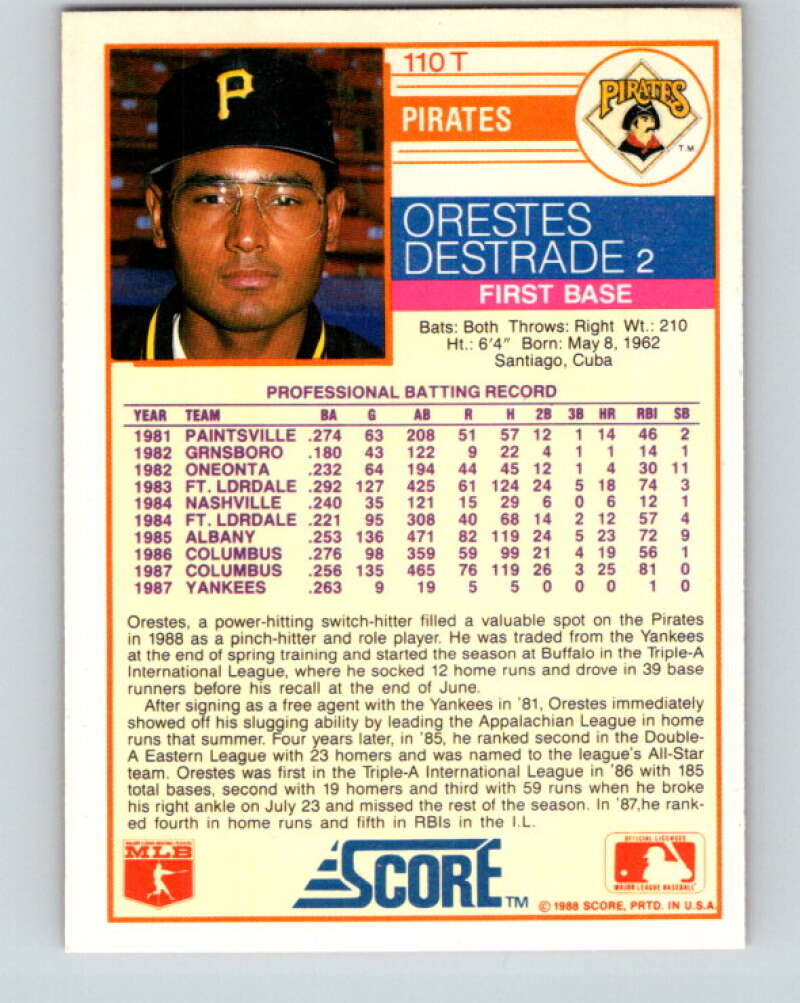 P
110 T
PIRATES
PIRATES
T.M.
ORESTES
DESTRADE 2
FIRST BASE
Bats: Both Throws: Right Wt.: 210
Ht.: 6'4" Born: May 8, 1962
Santiago, Cuba
PROFESSIONAL BATTING RECORD
YEAR TEAM BA G AB R H 2B 3B HR RBI SB
1981 PAINTSVILLE .274 63 208 51 57 12 1 14 46 2
1982 GRNSBORO .180 43 122 9 22 4 1 1 14 1
1982 ONEONTA .232 64 194 44 45 12 1 4 30 11
1983 FT. LDRDALE .292 127 425 61 124 24 5 18 74 3
1984 NASHVILLE .240 35 121 15 29 6 0 6 12 1
1984 FT. LDRDALE .221 95 308 40 68 14 2 12 57 4
1985 ALBANY .253 136 471 82 119 24 5 23 72 9
1986 COLUMBUS .276 98 359 59 99 21 4 19 56 1
1987 COLUMBUS .256 135 465 76 119 26 3 25 81 0
1987 YANKEES .263 9 19 5 5 0 0 0 1 0
Orestes, a power-hitting switch-hitter filled a valuable spot on the Pirates
in 1988 as a pinch-hitter and role player. He was traded from the Yankees
at the end of spring training and started the season at Buffalo in the Triple-A
International League, where he socked 12 home runs and drove in 39 base
runners before his recall at the end of June.
After signing as a free agent with the Yankees in '81, Orestes immediately
showed off his slugging ability by leading the Appalachian League in home
runs that summer. Four years later, in '85, he ranked second in the Double-
A Eastern League with 23 homers and was named to the league's All-Star
team. Orestes was first in the Triple-A International League in '86 with 185
total bases, second with 19 homers and third with 59 runs when he broke
his right ankle on July 23 and missed the rest of the season. In '87,he rank-
ed fourth in home runs and fifth in RBIs in the I.L.
MAJOR LEAGUE BASEBALL PLAYERS
MLB
SCORE TM
OFFICIAL LICENSEE
MAJOR LEAGUE BASEBALL
© 1988 SCORE, PRTD. IN U.S.A.